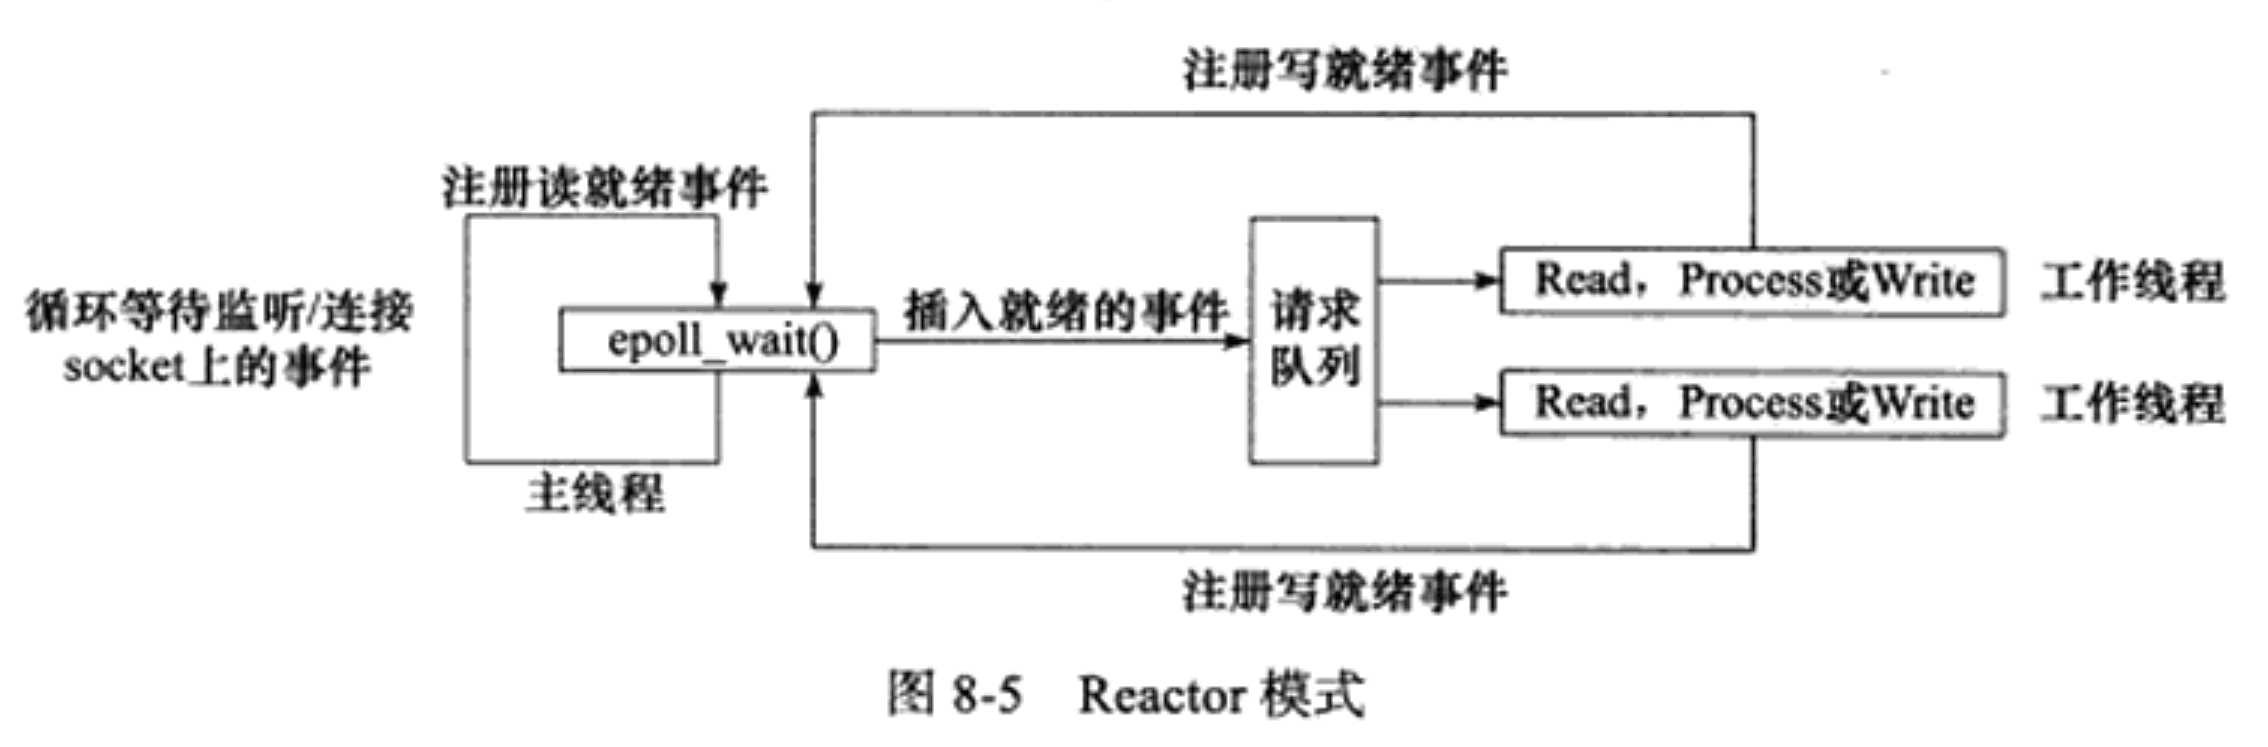 注册写就绪事件
注册读就绪事件
循环等待监听/连接
socket上的事件
epoll_wait()
插入就绪的事件
请求
队列
Read，Process或Write
工作线程
Read，Process或Write
工作线程
主线程
注册写就绪事件
图 8-5 Reactor 模式